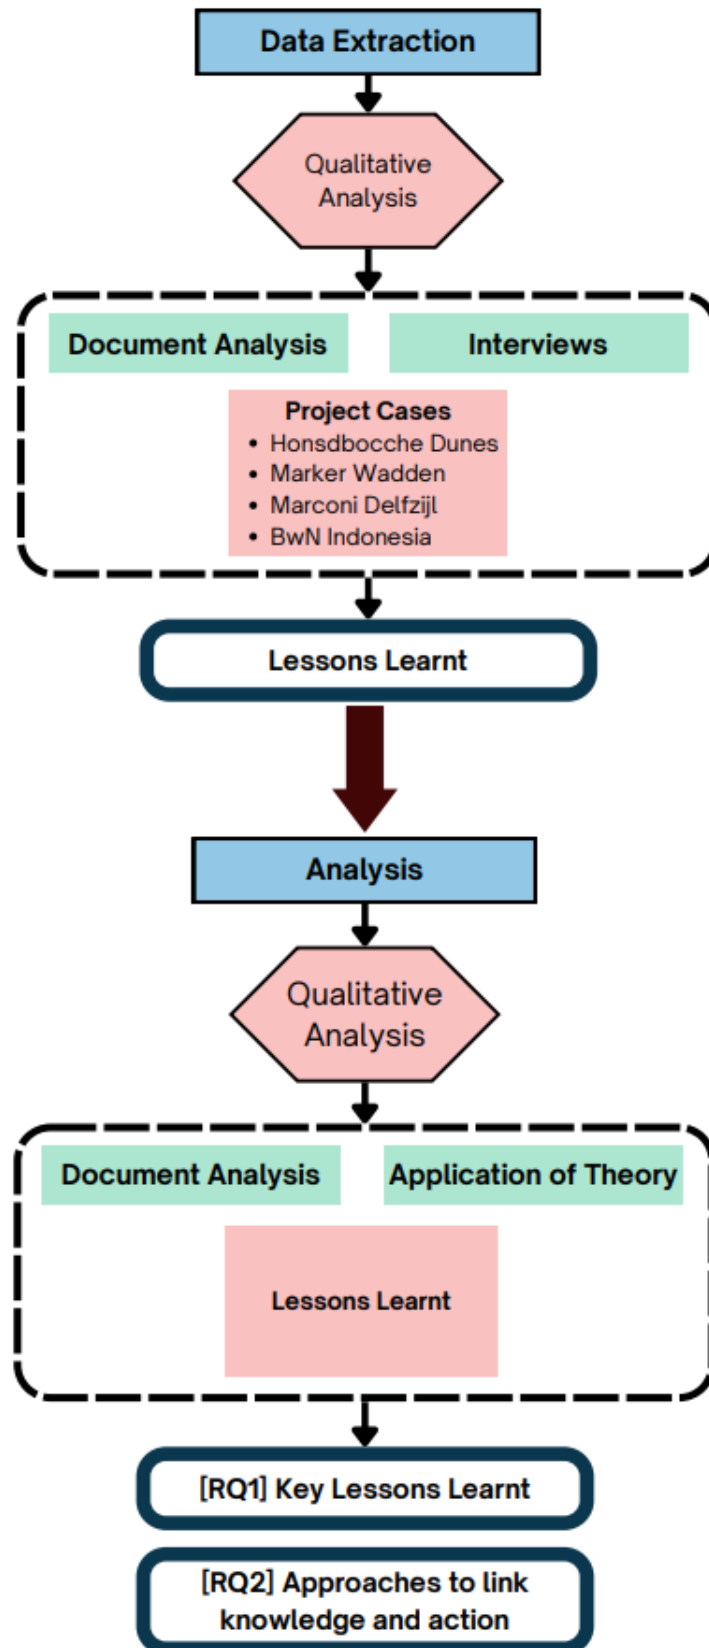 Data Extraction
Qualitative
Analysis
Document Analysis
Interviews
Project Cases
• Honsdbocche Dunes
• Marker Wadden
• Marconi Delfzijl
• BwN Indonesia
Lessons Learnt
Analysis
Qualitative
Analysis
Document Analysis
Application of Theory
Lessons Learnt
[RQ1] Key Lessons Learnt
[RQ2] Approaches to link
knowledge and action